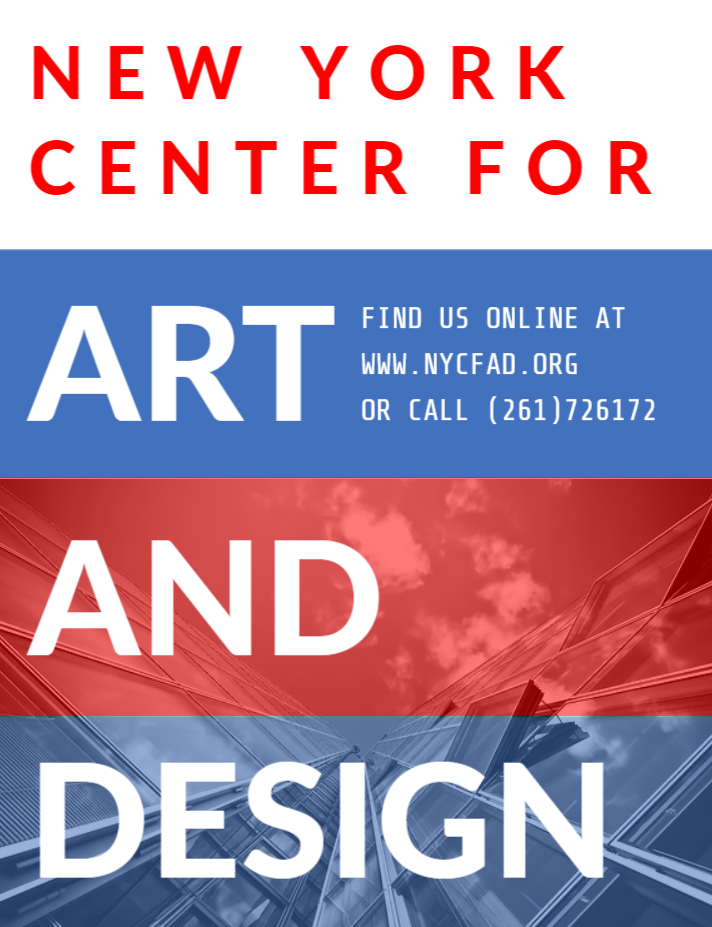 NEW YORK
CENTER FOR
ART
FIND US ONLINE AT
WWW.NYCFAD.ORG
OR CALL (261)726172
AND
DESIGN